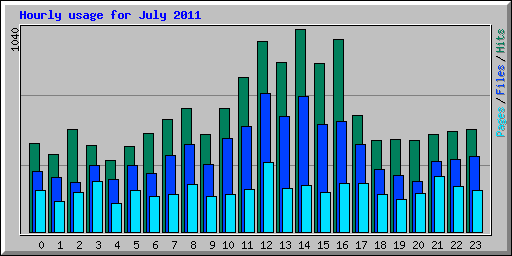 Hourly usage for July 2011
1040
Pages / Files / Hits
0 1 2 3 4 5 6 7 8 9 10 11 12 13 14 15 16 17 18 19 20 21 22 23